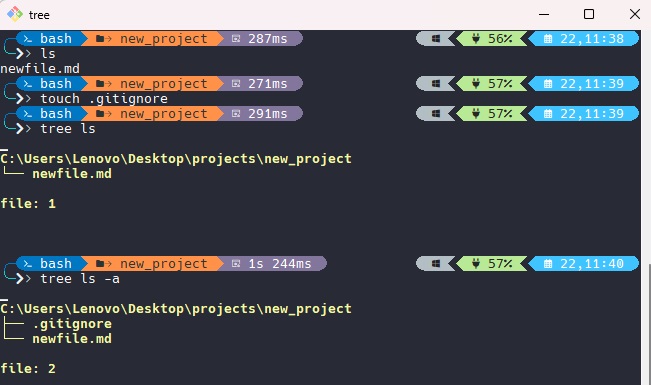 tree
bash new_project 287ms 56% 22,11:38
ls
newfile.md
bash new_project 271ms 57% 22,11:39
touch .gitignore
bash new_project 291ms 57% 22,11:39
tree ls
C:\Users\Lenovo\Desktop\projects\new_project
└── newfile.md
file: 1
bash new_project 1s 244ms 57% 22,11:40
tree ls -a
C:\Users\Lenovo\Desktop\projects\new_project
├── .gitignore
└── newfile.md
file: 2